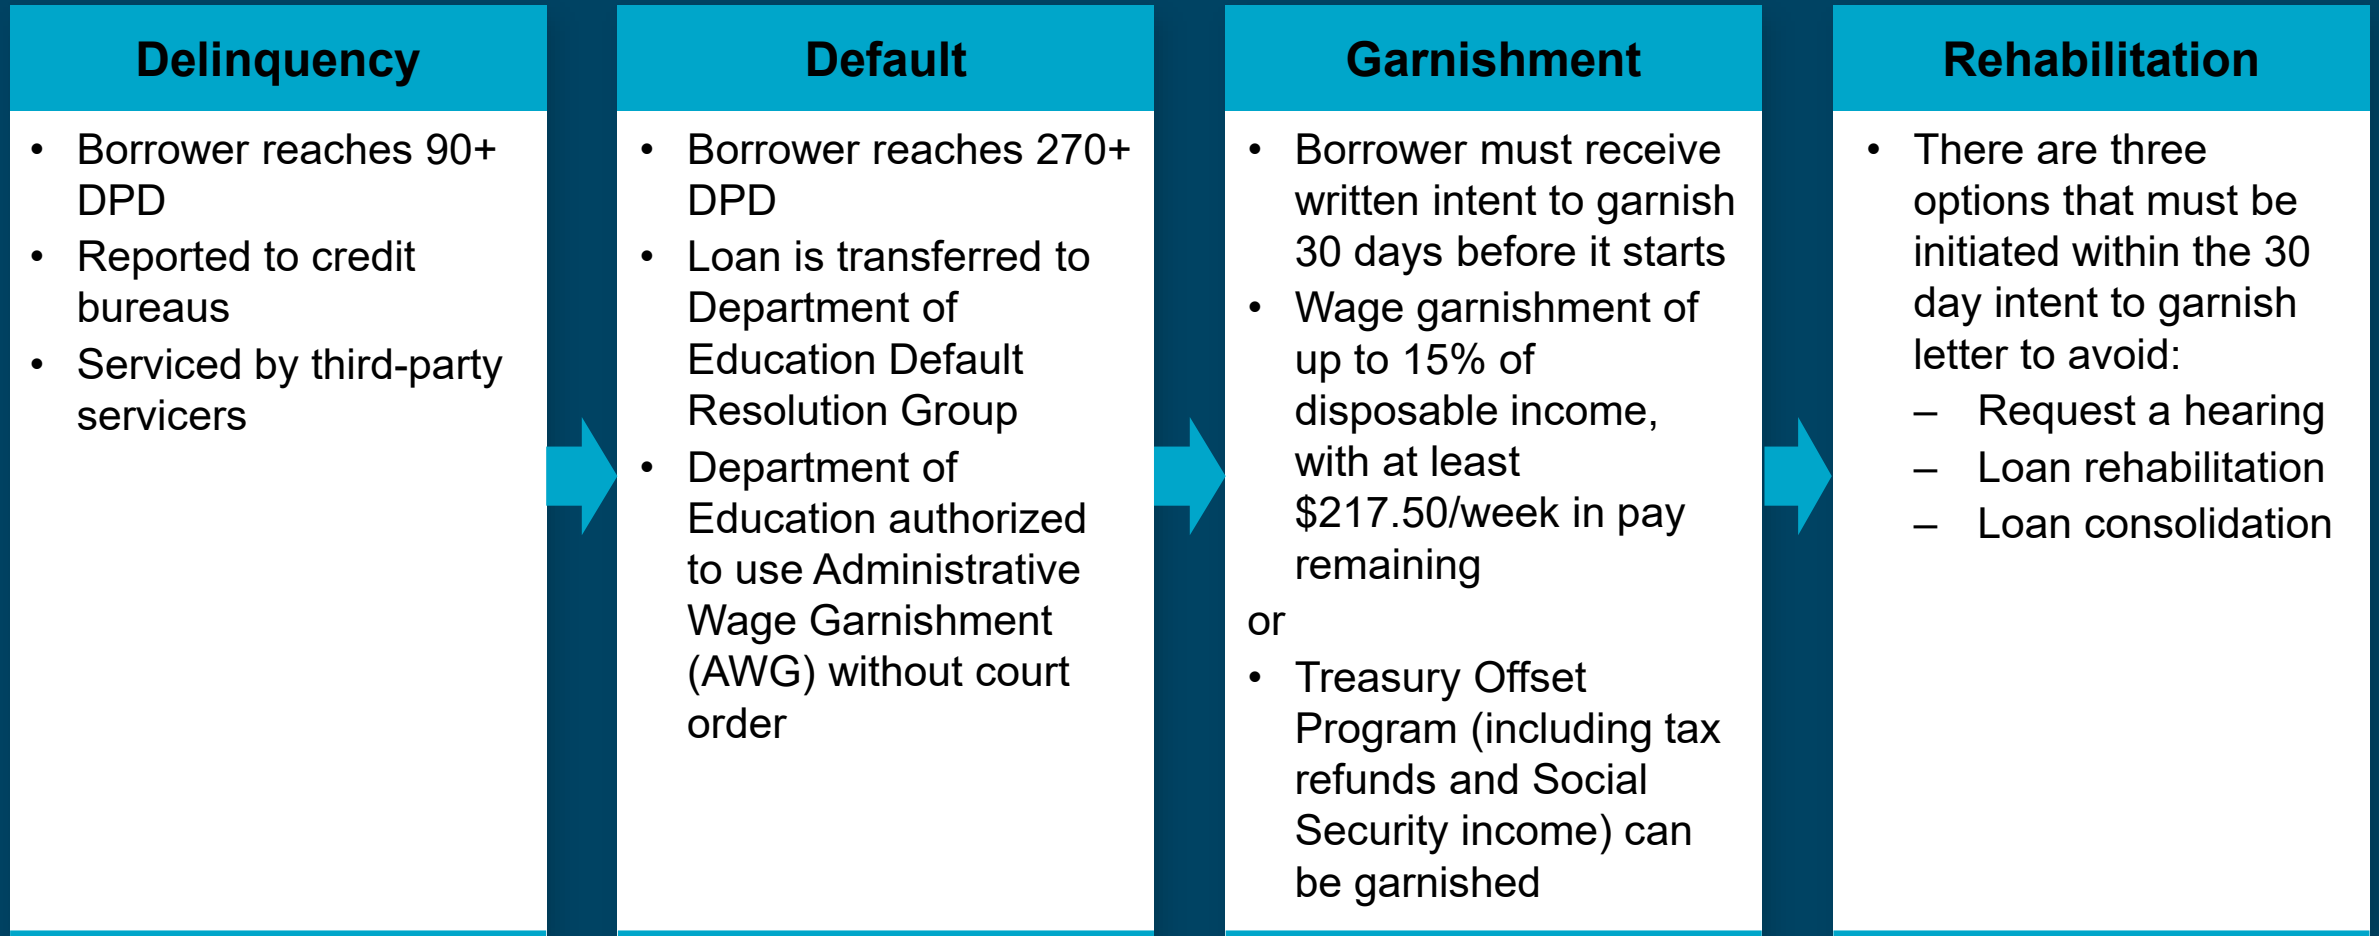 Delinquency
• Borrower reaches 90+
DPD
• Reported to credit
bureaus
• Serviced by third-party
servicers
Default
• Borrower reaches 270+
DPD
• Loan is transferred to
Department of
Education Default
Resolution Group
• Department of
Education authorized
to use Administrative
Wage Garnishment
(AWG) without court
order
Garnishment
• Borrower must receive
written intent to garnish
30 days before it starts
• Wage garnishment of
up to 15% of
disposable income,
with at least
$217.50/week in pay
remaining
or
• Treasury Offset
Program (including tax
refunds and Social
Security income) can
be garnished
Rehabilitation
• There are three
options that must be
initiated within the 30
day intent to garnish
letter to avoid:
– Request a hearing
– Loan rehabilitation
– Loan consolidation